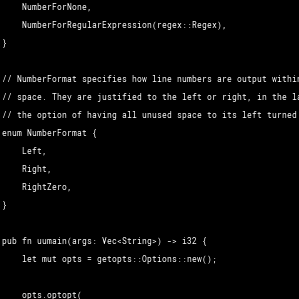 NumberForNone,
NumberForRegularExpression(regex::Regex),
}
// NumberFormat specifies how line numbers are output within
// space. They are justified to the left or right, in the
// the option of having all unused space to its left turned
enum NumberFormat {
Left,
Right,
RightZero,
}
pub fn uumain(args: Vec<String>) -> i32 {
let mut opts = getopts::Options::new();
opts.optopt(